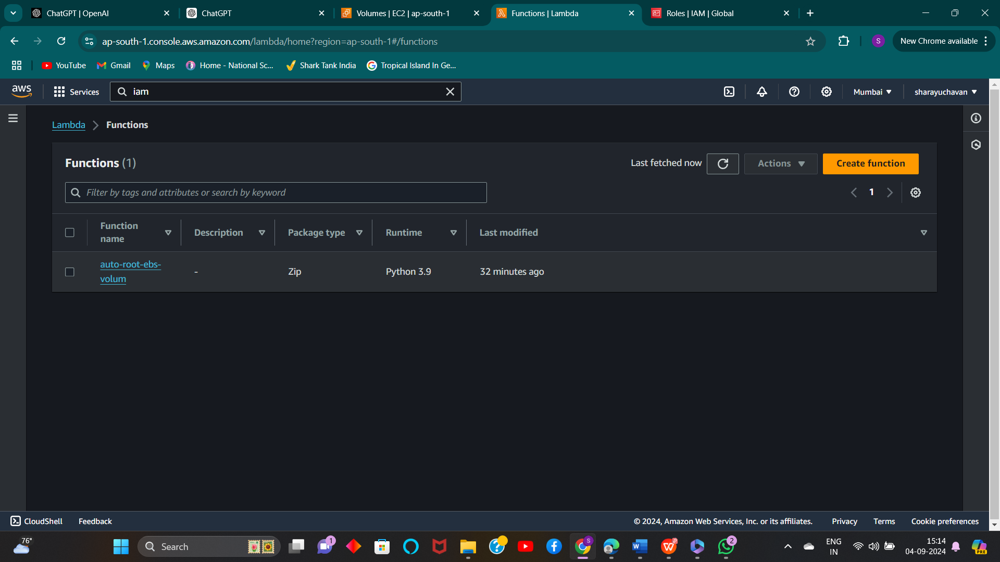 ChatGPT | OpenAI
ChatGPT
Volumes | EC2 | ap-south-1
Functions | Lambda
Roles | IAM | Global
ap-south-1.console.aws.amazon.com/lambda/home?region=ap-south-1#/functions
S
New Chrome available
YouTube
Gmail
Maps
Home - National Sc...
Shark Tank India
Tropical Island In Ge...
aws
Services
iam
Mumbai
sharayuchavan
Lambda
Functions
Functions (1)
Last fetched now
Actions
Create function
Filter by tags and attributes or search by keyword
1
Function name
Description
Package type
Runtime
Last modified
auto-root-ebs-
volum
-
Zip
Python 3.9
32 minutes ago
CloudShell
Feedback
© 2024, Amazon Web Services, Inc. or its affiliates.
Privacy
Terms
Cookie preferences
76°
Search
1
S
2
ENG
IN
15:14
04-09-2024
PRE